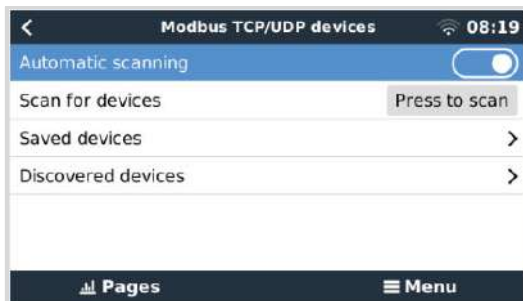 Modbus TCP/UDP devices 08:19
Automatic scanning
Scan for devices Press to scan
Saved devices
Discovered devices
Pages Menu